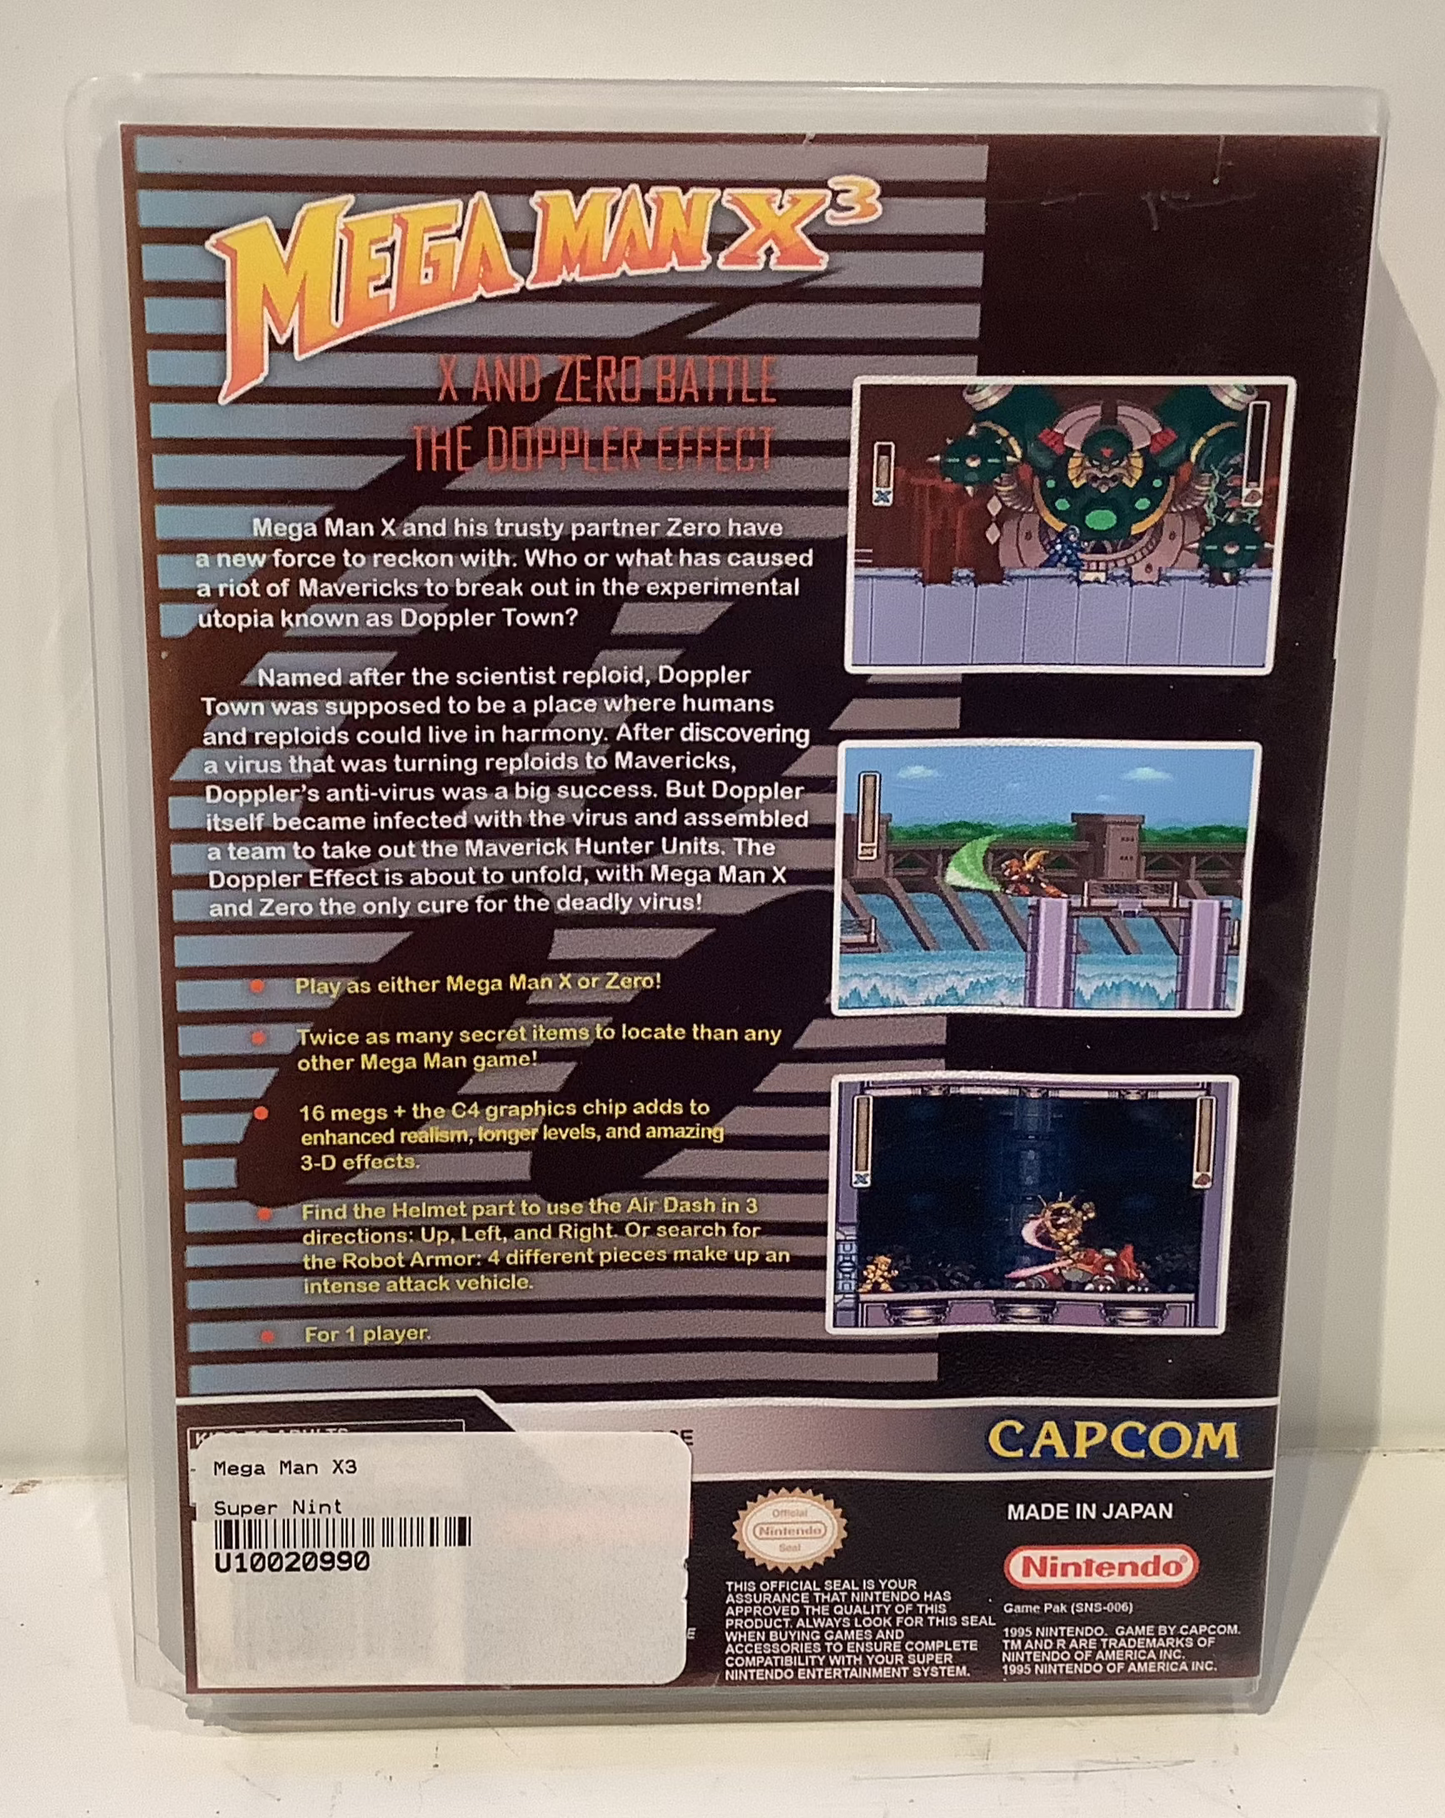 MEGA MAN X3
X AND ZERO BATTLE
THE DOPPLER EFFECT
Mega Man X and his trusty partner Zero have
a new force to reckon with. Who or what has caused
a riot of Mavericks to break out in the experimental
utopia known as Doppler Town?
Named after the scientist reploid, Doppler
Town was supposed to be a place where humans
and reploids could live in harmony. After discovering
a virus that was turning reploids to Mavericks,
Doppler's anti-virus was a big success. But Doppler
itself became infected with the virus and assembled
a team to take out the Maverick Hunter Units. The
Doppler Effect is about to unfold, with Mega Man X
and Zero the only cure for the deadly virus!
Play as either Mega Man X or Zero!
Twice as many secret items to locate than any
other Mega Man game!
16 megs + the C4 graphics chip adds to
enhanced realism, longer levels, and amazing
3-D effects.
Find the Helmet part to use the Air Dash in 3
directions: Up, Left, and Right. Or search for
the Robot Armor: 4 different pieces make up an
intense attack vehicle.
For 1 player.
CAPCOM
Mega Man X3
Super Nint
U10020990
Official
Nintendo
Seal
THIS OFFICIAL SEAL IS YOUR
ASSURANCE THAT NINTENDO HAS
APPROVED THE QUALITY OF THIS
PRODUCT. ALWAYS LOOK FOR THIS SEAL
WHEN BUYING GAMES AND
ACCESSORIES TO ENSURE COMPLETE
COMPATIBILITY WITH YOUR SUPER
NINTENDO ENTERTAINMENT SYSTEM.
MADE IN JAPAN
Nintendo®
Game Pak (SNS-006)
1995 NINTENDO. GAME BY CAPCOM.
TM AND R ARE TRADEMARKS OF
NINTENDO OF AMERICA INC.
1995 NINTENDO OF AMERICA INC.